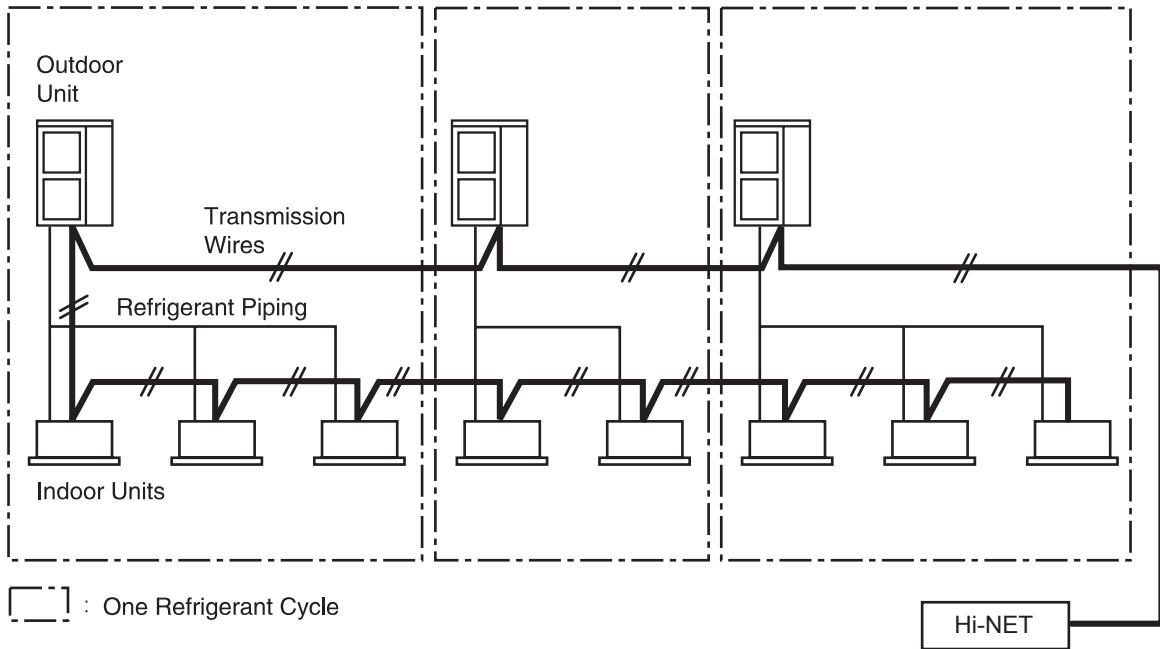 Outdoor
Unit
Transmission
Wires
Refrigerant Piping
Indoor Units
: One Refrigerant Cycle
Hi-NET